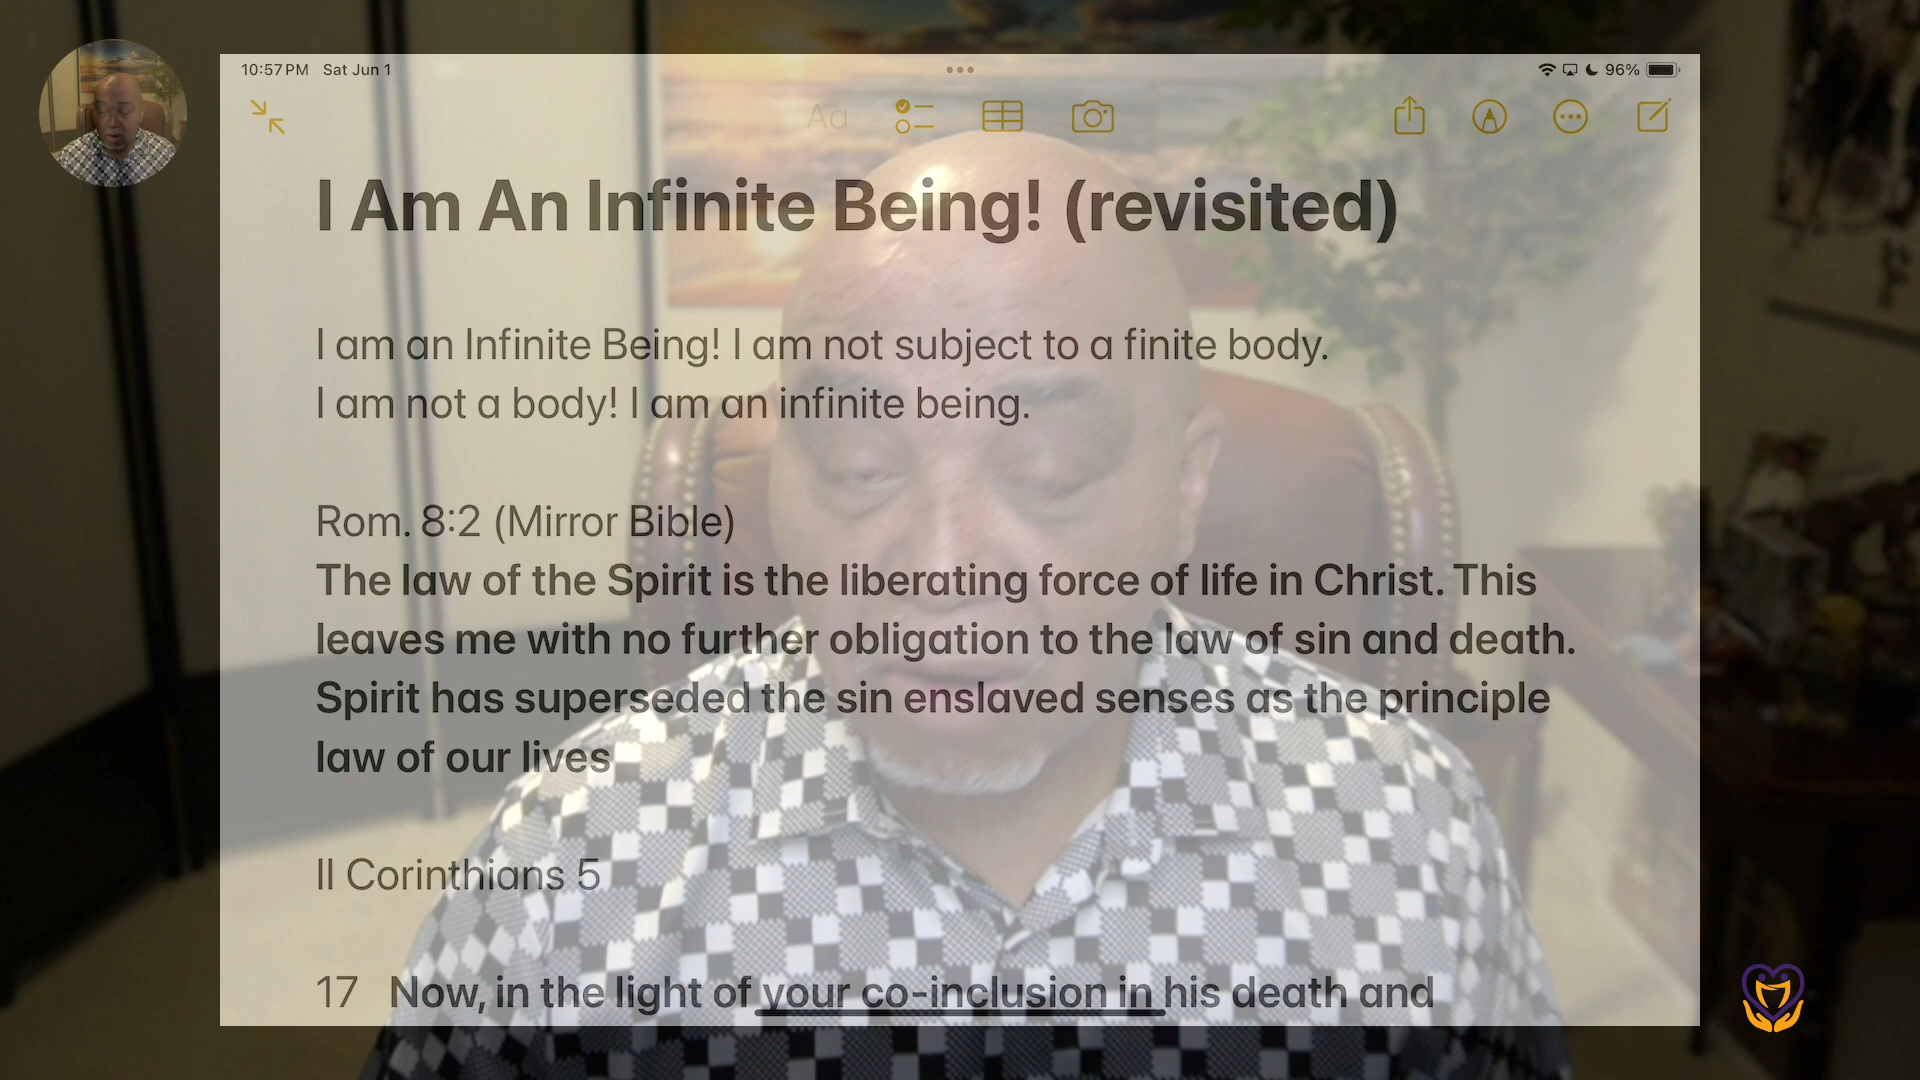 10:57 PM Sat Jun 1
96%
Aa
I Am An Infinite Being! (revisited)
I am an Infinite Being! I am not subject to a finite body.
I am not a body! I am an infinite being.
Rom. 8:2 (Mirror Bible)
The law of the Spirit is the liberating force of life in Christ. This
leaves me with no further obligation to the law of sin and death.
Spirit has superseded the sin enslaved senses as the principle
law of our lives
II Corinthians 5
17 Now, in the light of your co-inclusion in his death and